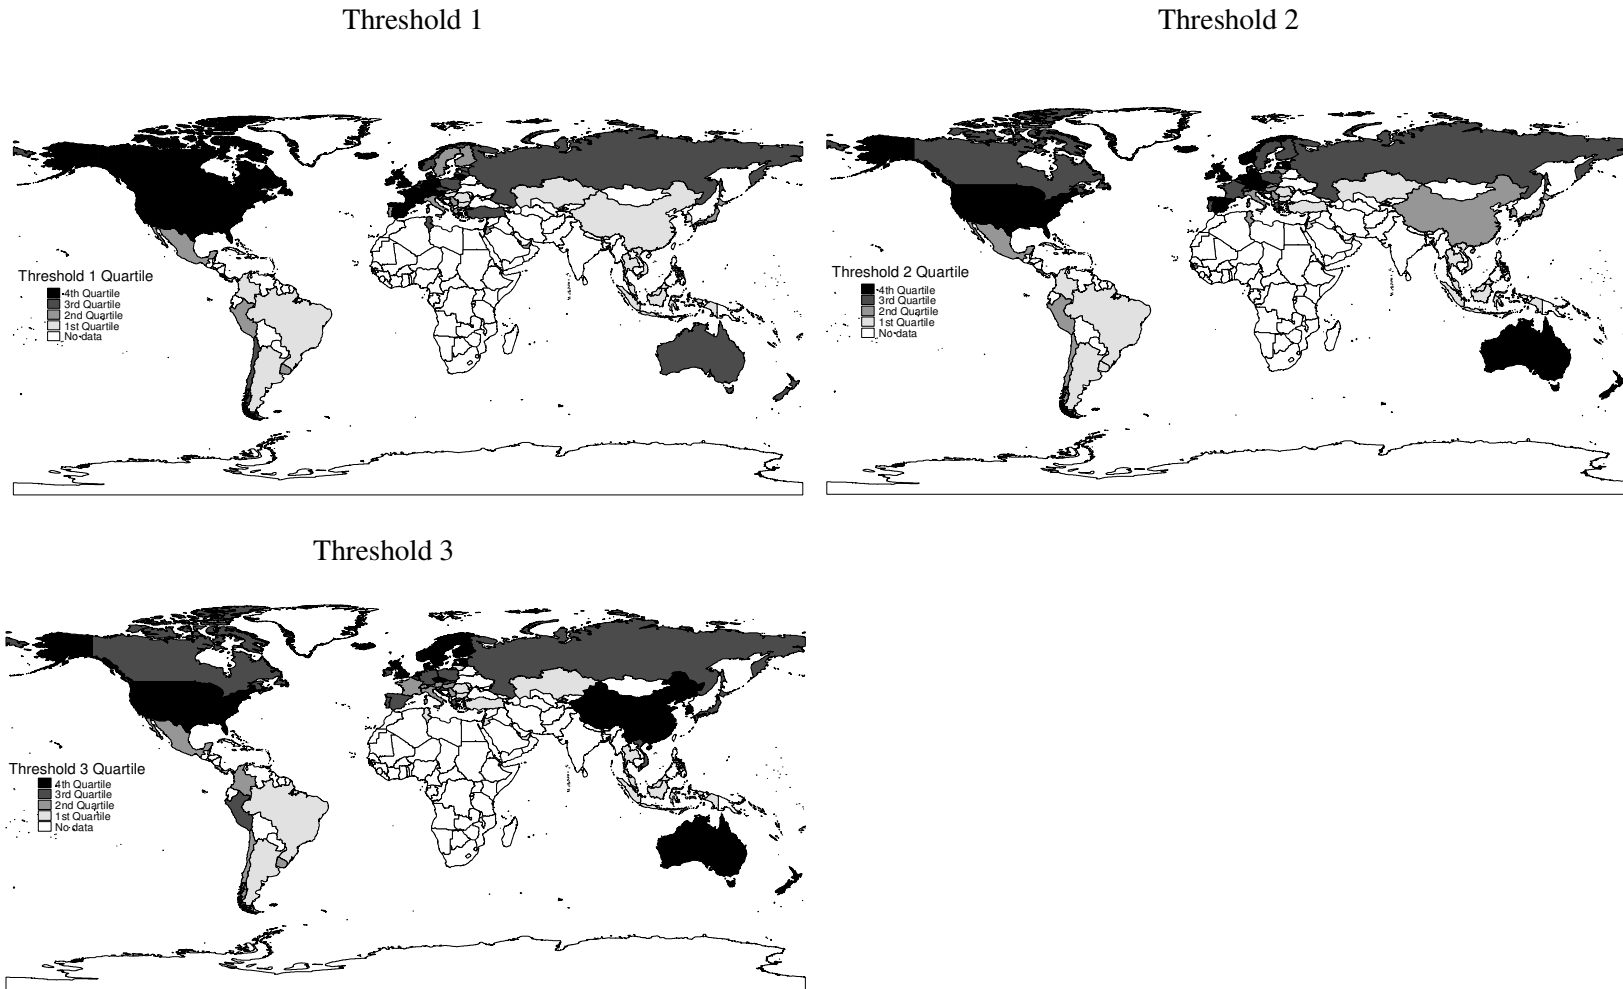 Threshold 1
Threshold 2
Threshold 1 Quartile
4th Quartile
3rd Quartile
2nd Quartile
1st Quartile
No data
Threshold 2 Quartile
4th Quartile
3rd Quartile
2nd Quartile
1st Quartile
No data
Threshold 3
Threshold 3 Quartile
4th Quartile
3rd Quartile
2nd Quartile
1st Quartile
No data